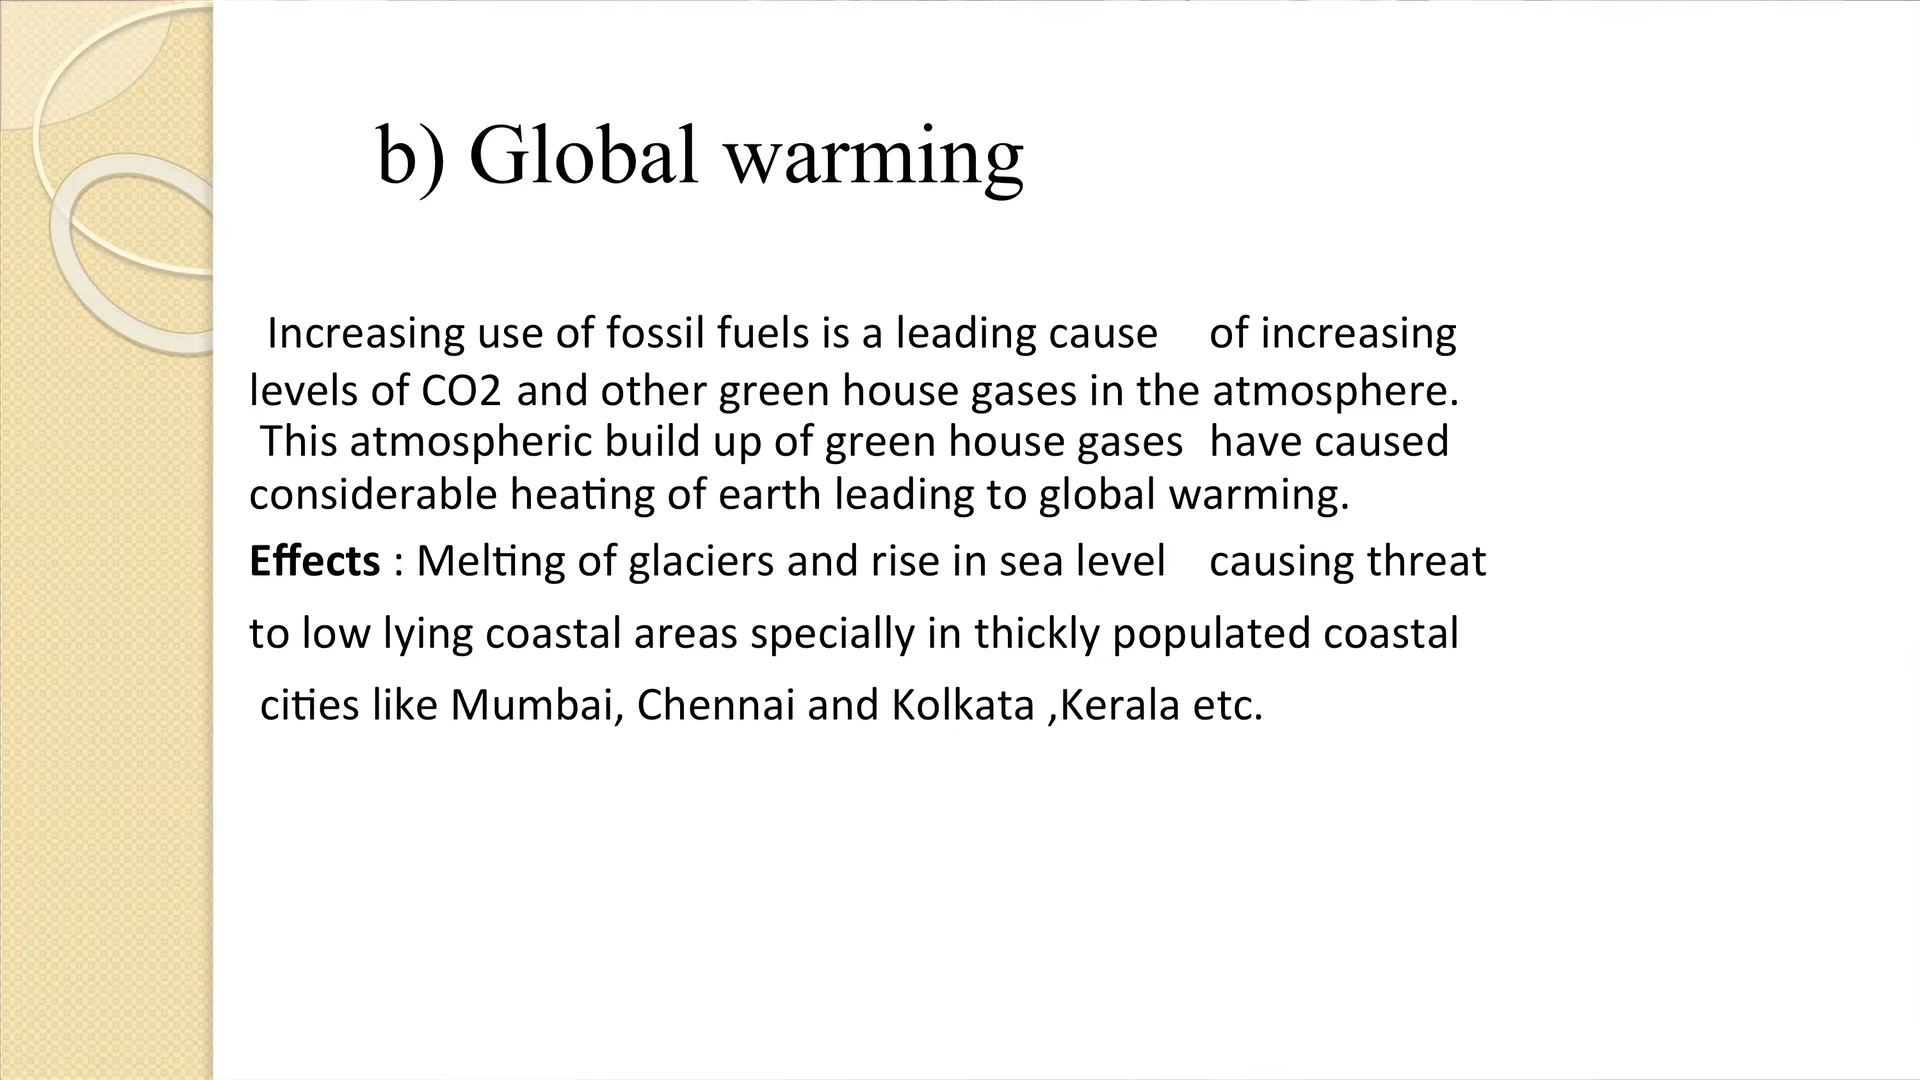 b) Global warming
Increasing use of fossil fuels is a leading cause of increasing
levels of CO2 and other green house gases in the atmosphere.
This atmospheric build up of green house gases have caused
considerable heating of earth leading to global warming.
Effects : Melting of glaciers and rise in sea level causing threat
to low lying coastal areas specially in thickly populated coastal
cities like Mumbai, Chennai and Kolkata ,Kerala etc.